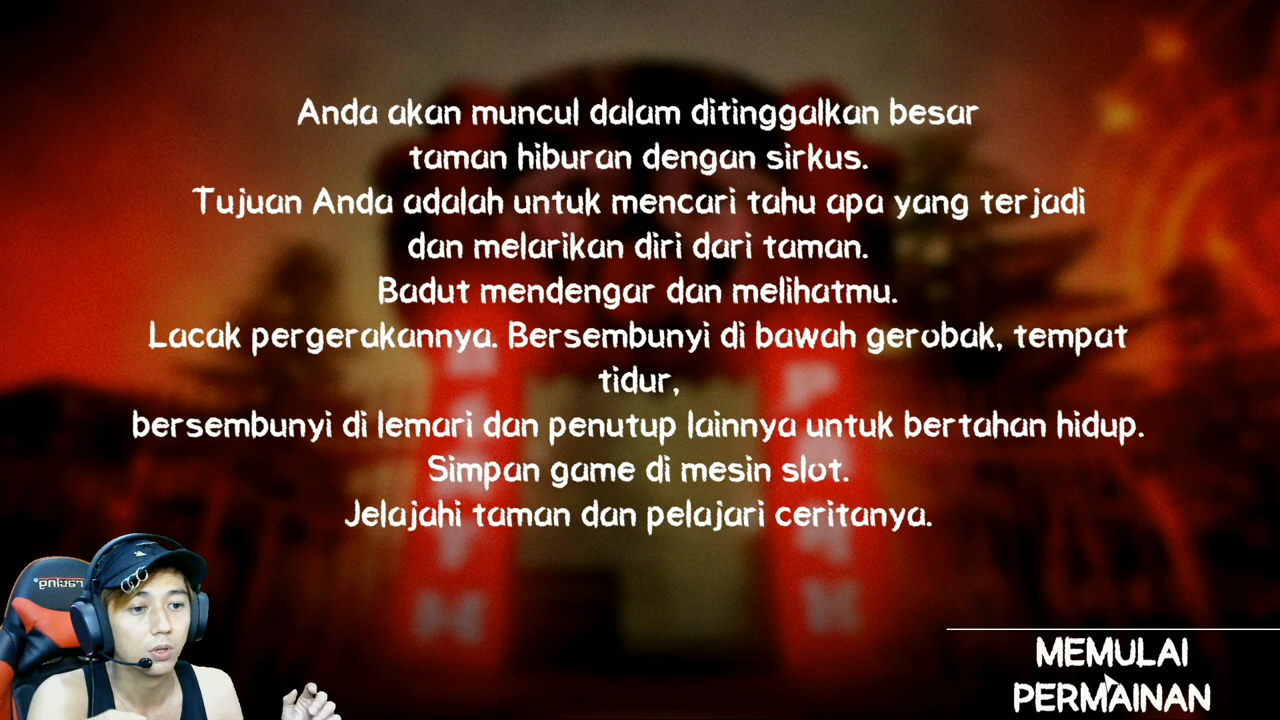 Anda akan muncul dalam ditinggalkan besar
taman hiburan dengan sirkus.
Tujuan Anda adalah untuk mencari tahu apa yang terjadi
dan melarikan diri dari taman.
Badut mendengar dan melihatmu.
Lacak pergerakannya. Bersembunyi di bawah gerobak, tempat
tidur,
bersembunyi di lemari dan penutup lainnya untuk bertahan hidup.
Simpan game di mesin slot.
Jelajahi taman dan pelajari ceritanya.
racing
MEMULAI
PERMAINAN